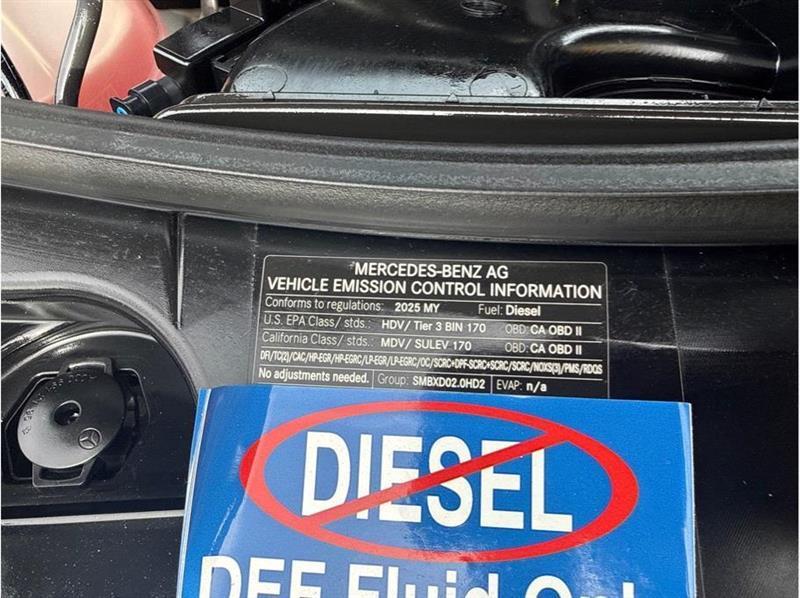 MERCEDES-BENZ AG
VEHICLE EMISSION CONTROL INFORMATION
Conforms to regulations: 2025 MY Fuel: Diesel
U.S. EPA Class/ stds.: HDV/ Tier 3 BIN 170 OBD: CA OBD II
California Class/ stds.: MDV/ SULEV 170 OBD: CA OBD II
DFI/TC(2)/CAC/HP-EGR/HP-EGRC/LP-EGR/LP-EGRC/OC/SCRC+DPF-SCRC+SCRC/SCRC/NOXS(3)/PMS/RDQS
No adjustments needed. Group: SMBXD02.0HD2 EVAP: n/a
DIESEL
DEF Fluid